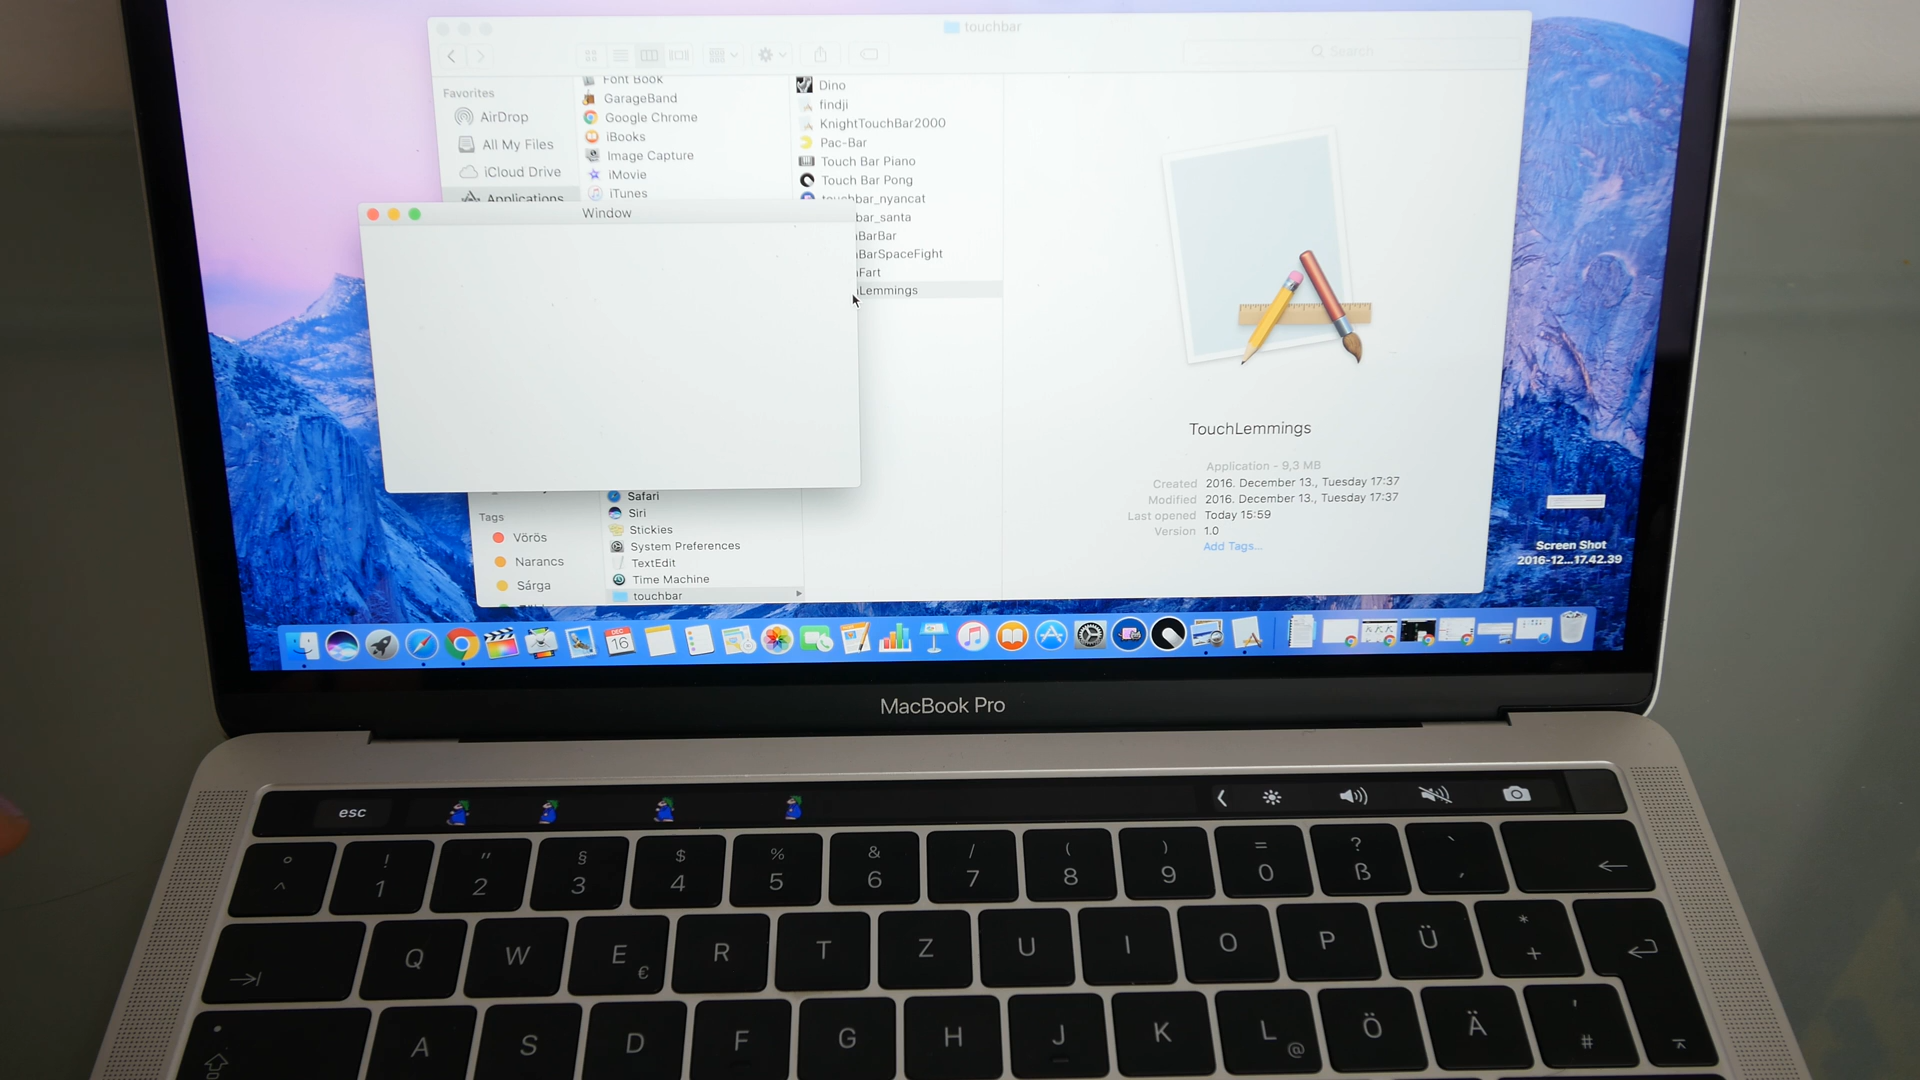 touchbar
Search
Favorites
AirDrop
All My Files
iCloud Drive
Applications
Font Book
GarageBand
Google Chrome
iBooks
Image Capture
iMovie
iTunes
Dino
findji
KnightTouchBar2000
Pac-Bar
Touch Bar Piano
Touch Bar Pong
touchbar_nyancat
bar_santa
BarBar
BarSpaceFight
Fart
Lemmings
Window
Safari
Siri
Stickies
System Preferences
TextEdit
Time Machine
touchbar
Tags
Vörös
Narancs
Sárga
TouchLemmings
Application - 9,3 MB
Created 2016. December 13., Tuesday 17:37
Modified 2016. December 13., Tuesday 17:37
Last opened Today 15:59
Version 1.0
Add Tags...
Screen Shot
2016-12...17.42.39
DEC
16
MacBook Pro
esc
° ! " § $ % & / ( ) = ? `
^ 1 2 3 4 5 6 7 8 9 0 ß ´
Q W E € R T Z U I O P Ü * +
A S D F G H J K L @ Ö Ä ' #